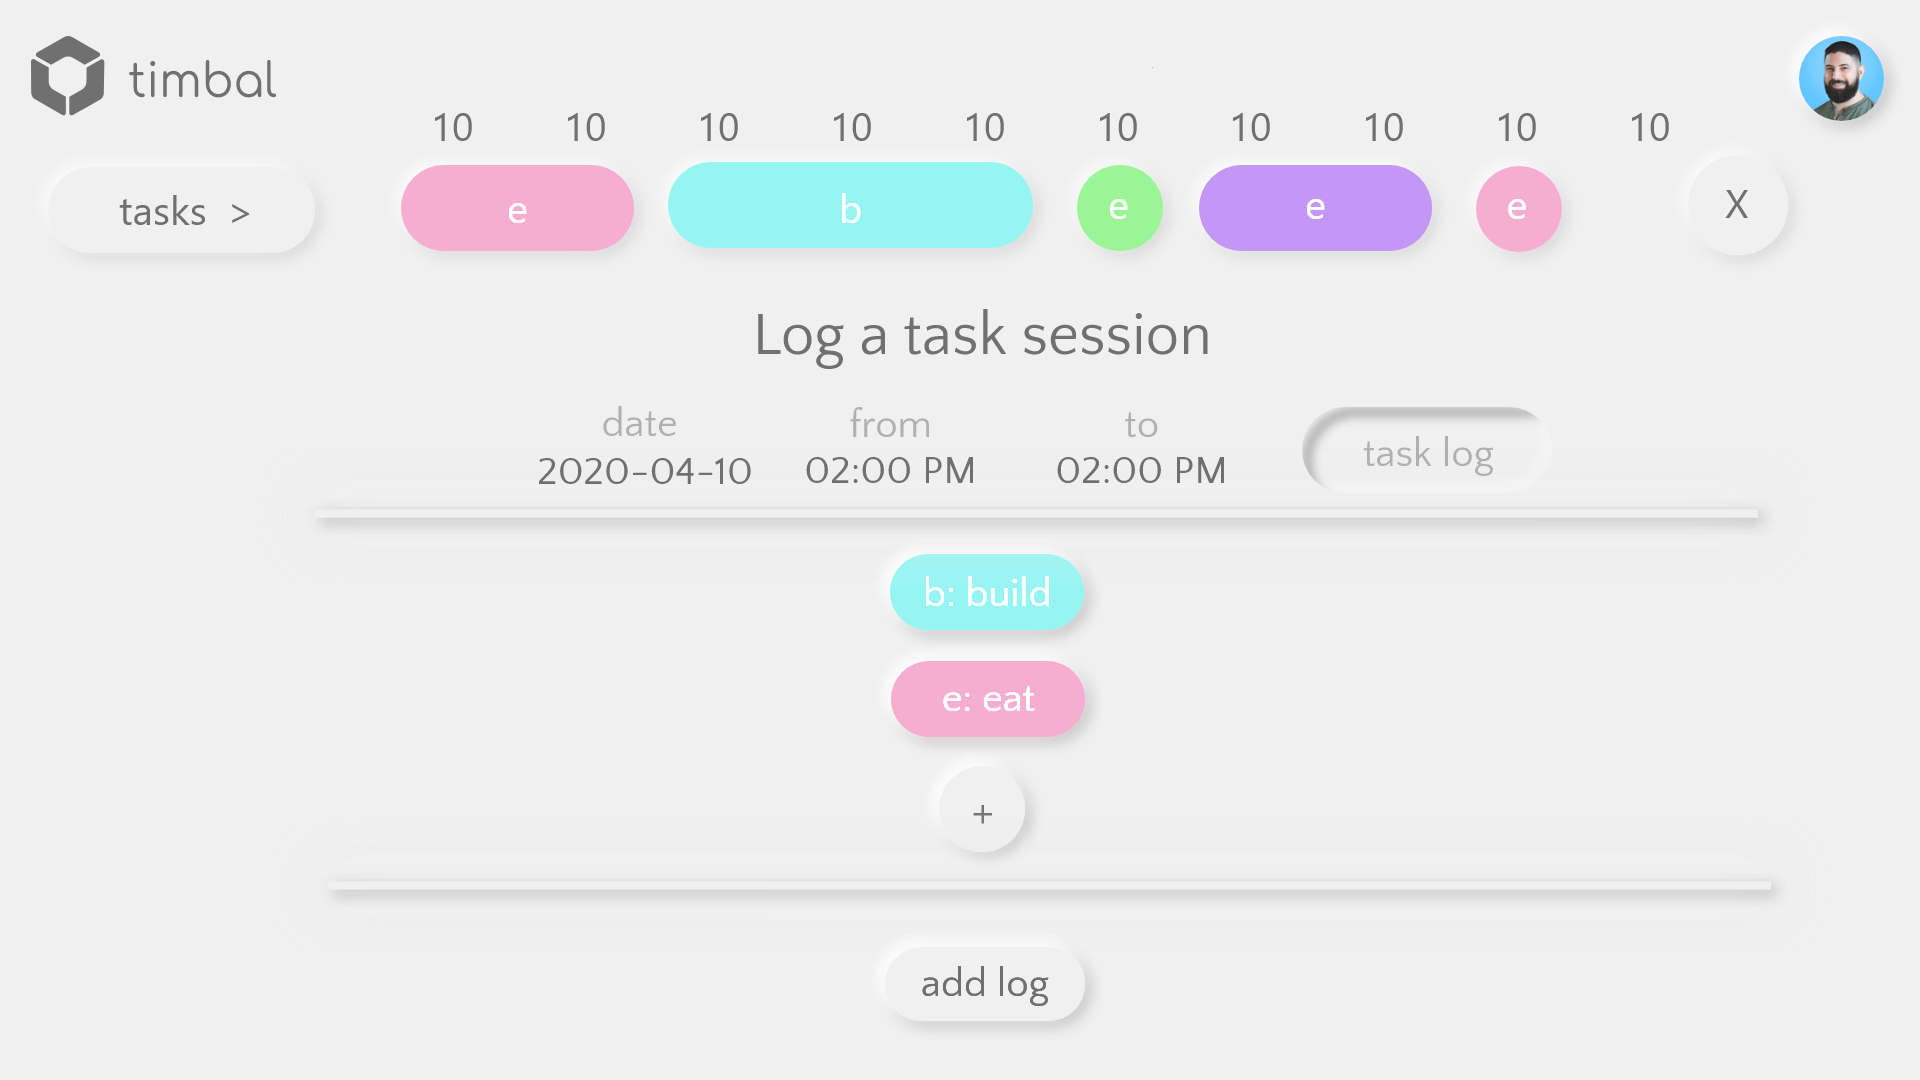 timbal
10 10 10 10 10 10 10 10 10 10
tasks > e b e e e X
Log a task session
date from to
2020-04-10 02:00 PM 02:00 PM task log
b: build
e: eat
+
add log